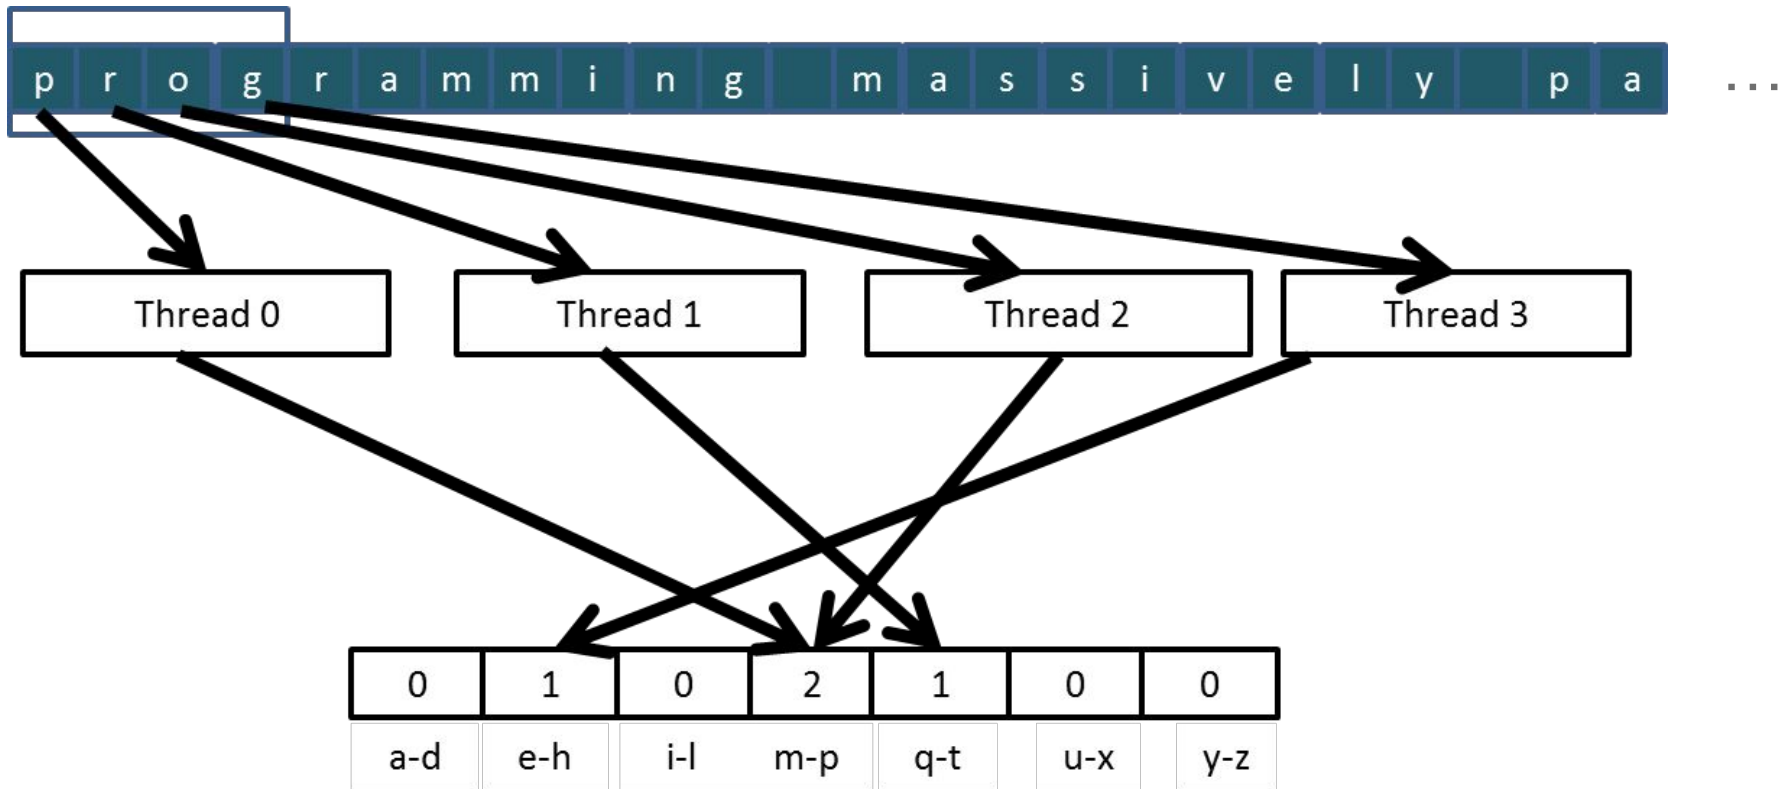 p r o g r a m m i n g m a s s i v e l y p a ...
Thread 0 Thread 1 Thread 2 Thread 3
0 1 0 2 1 0 0
a-d e-h i-l m-p q-t u-x y-z